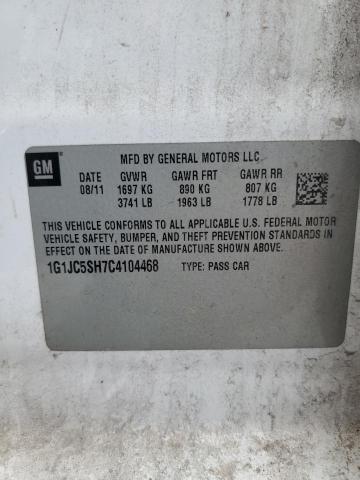 GM
MFD BY GENERAL MOTORS LLC
DATE GVWR GAWR FRT GAWR RR
08/11 1697 KG 890 KG 807 KG
3741 LB 1963 LB 1778 LB
THIS VEHICLE CONFORMS TO ALL APPLICABLE U.S. FEDERAL MOTOR
VEHICLE SAFETY, BUMPER, AND THEFT PREVENTION STANDARDS IN
EFFECT ON THE DATE OF MANUFACTURE SHOWN ABOVE.
1G1JC5SH7C4104468 TYPE: PASS CAR